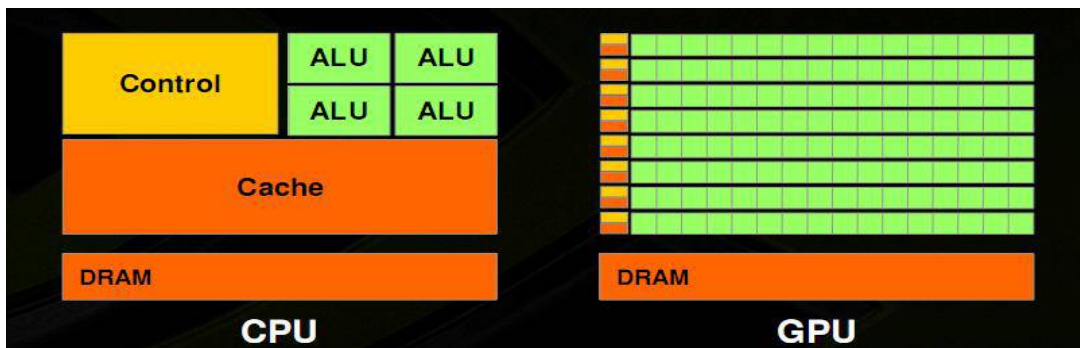 Control
ALU ALU
ALU ALU
Cache
DRAM
CPU
DRAM
GPU